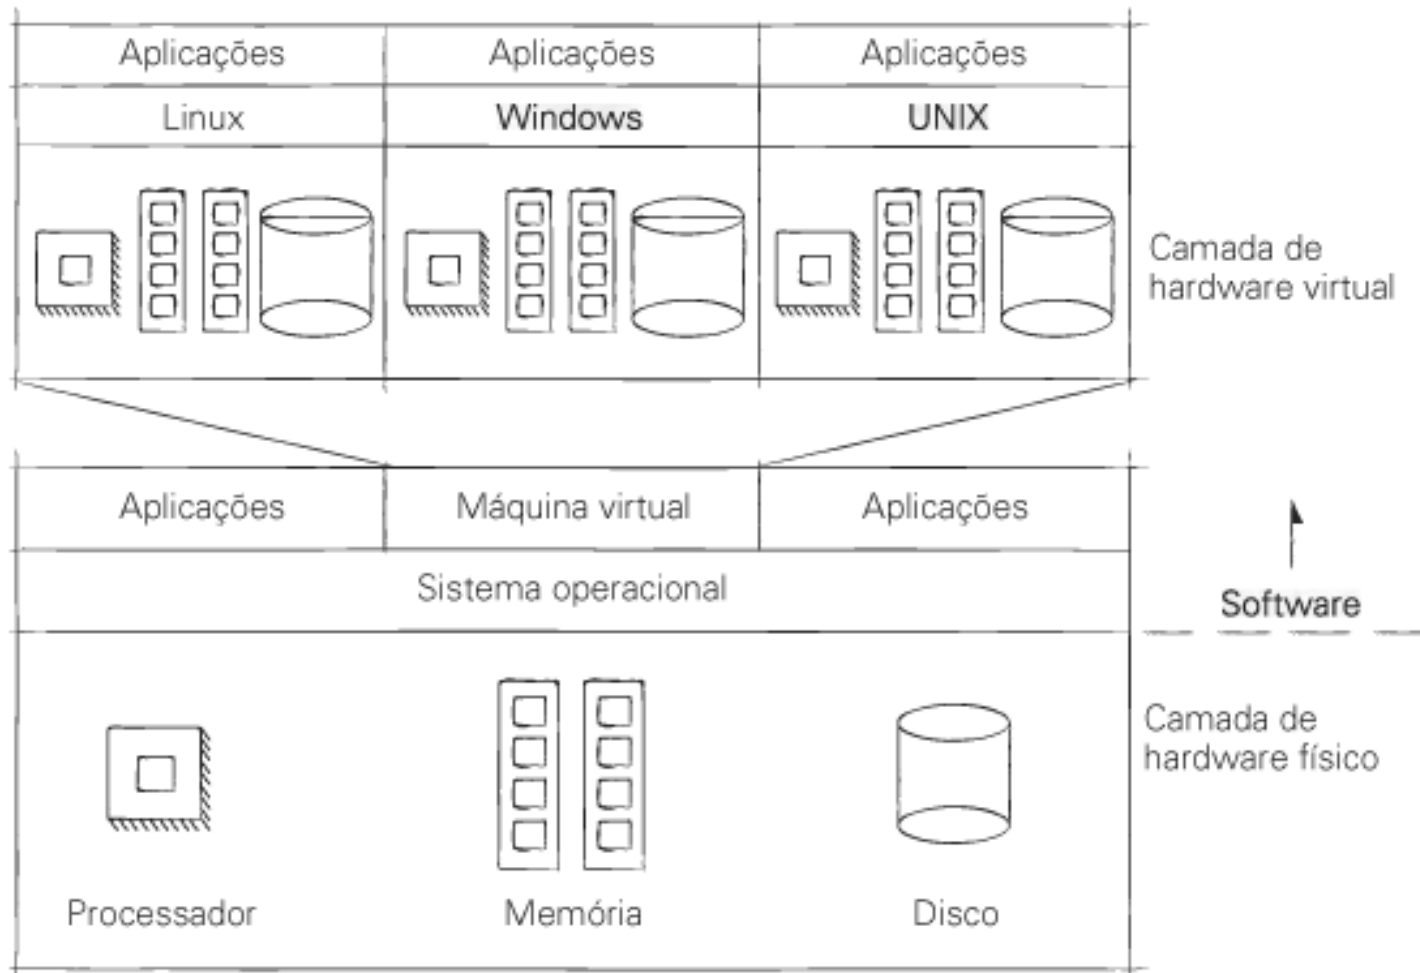 Aplicações
Aplicações
Aplicações
Linux
Windows
UNIX
Camada de
hardware virtual
Aplicações
Máquina virtual
Aplicações
Sistema operacional
Software
Camada de
hardware físico
Processador
Memória
Disco